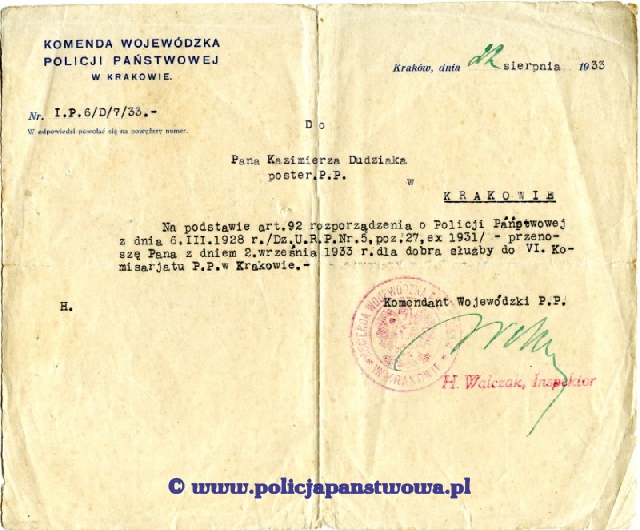 KOMENDA WOJEWÓDZKA
POLICJI PAŃSTWOWEJ
W KRAKOWIE.
Kraków, dnia 22 sierpnia 1933
Nr. I.P.6/D/7/33.-
W odpowiedzi powołać się na powyższy numer.
Do
Pana Kazimierza Dudziaka
poster.P.P.
w
KRAKOWIE
Na podstawie art.92 rozporządzenia o Policji Państwowej
z dnia 6.III.1928 r./Dz.U.R.P.Nr.5,poz.27,ex 1931/ - przeno-
szę Pana z dniem 2.września 1933 r.dla dobra służby do VI.Ko-
misarjatu P.P.w Krakowie.-
H.
Komendant Wojewódzki P.P.
KOMENDA WOJEWÓDZKA
W KRAKOWIE
H. Walczak, Inspektor
© www.policjapanstwowa.pl